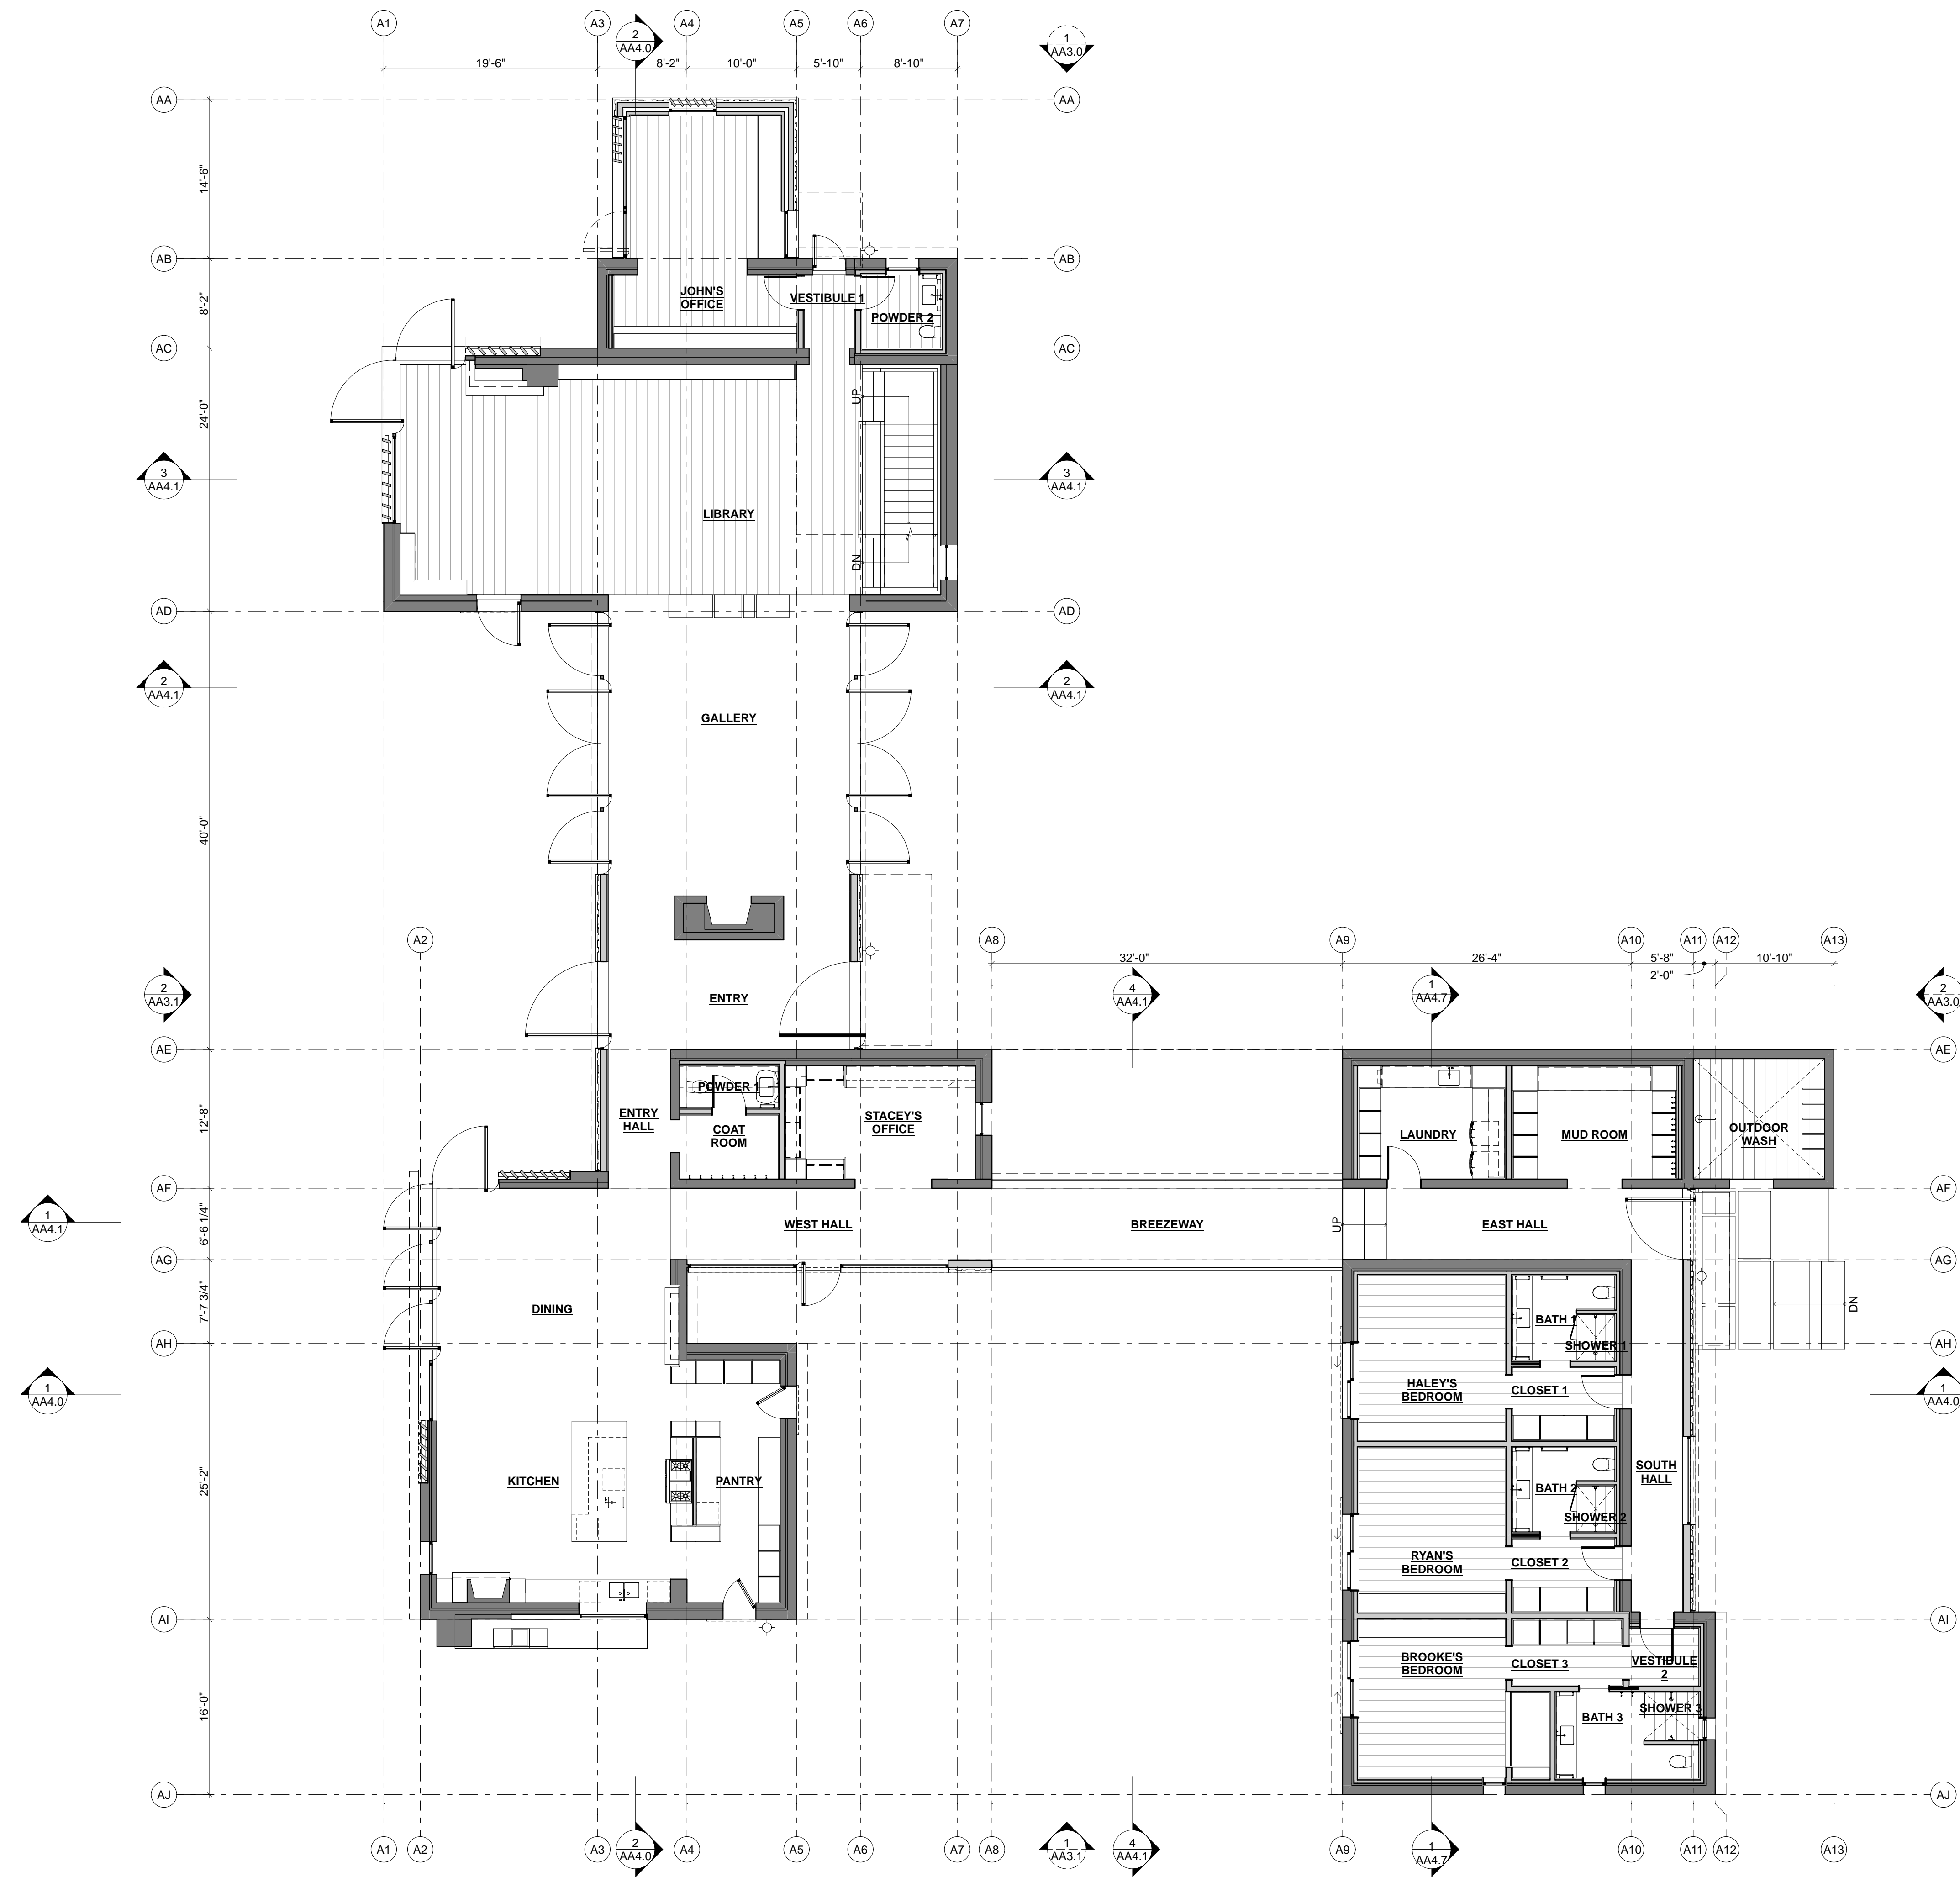 A1
A3
2
AA4.0
A4
A5
A6
A7
1
AA3.0
19'-6"
8'-2"
10'-0"
5'-10"
8'-10"
AA
AA
14'-6"
AB
AB
8'-2"
JOHN'S
OFFICE
VESTIBULE 1
POWDER 2
AC
AC
24'-0"
UP
3
AA4.1
3
AA4.1
LIBRARY
DN
AD
AD
2
AA4.1
2
AA4.1
GALLERY
40'-0"
A2
A8
A9
A10
A11
A12
A13
32'-0"
26'-4"
5'-8"
2'-0"
10'-10"
2
AA3.1
ENTRY
4
AA4.1
1
AA4.7
2
AA3.0
AE
AE
12'-8"
POWDER 1
ENTRY
HALL
COAT
ROOM
STACEY'S
OFFICE
LAUNDRY
MUD ROOM
OUTDOOR
WASH
AF
AF
6'-6 1/4"
1
AA4.1
WEST HALL
BREEZEWAY
UP
EAST HALL
AG
AG
7'-7 3/4"
DINING
BATH 1
SHOWER 1
DN
AH
AH
1
AA4.0
HALEY'S
BEDROOM
CLOSET 1
1
AA4.0
25'-2"
KITCHEN
PANTRY
BATH 2
SHOWER 2
SOUTH
HALL
RYAN'S
BEDROOM
CLOSET 2
AI
AI
16'-0"
BROOKE'S
BEDROOM
CLOSET 3
VESTIBULE
2
BATH 3
SHOWER 3
AJ
AJ
A1
A2
A3
2
AA4.0
A4
A5
A6
A7
A8
1
AA3.1
4
AA4.1
A9
1
AA4.7
A10
A11
A12
A13